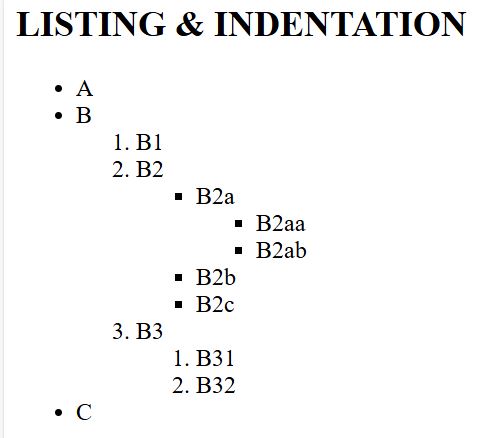 LISTING & INDENTATION
• A
• B
1. B1
2. B2
▪ B2a
▪ B2aa
▪ B2ab
▪ B2b
▪ B2c
3. B3
1. B31
2. B32
• C